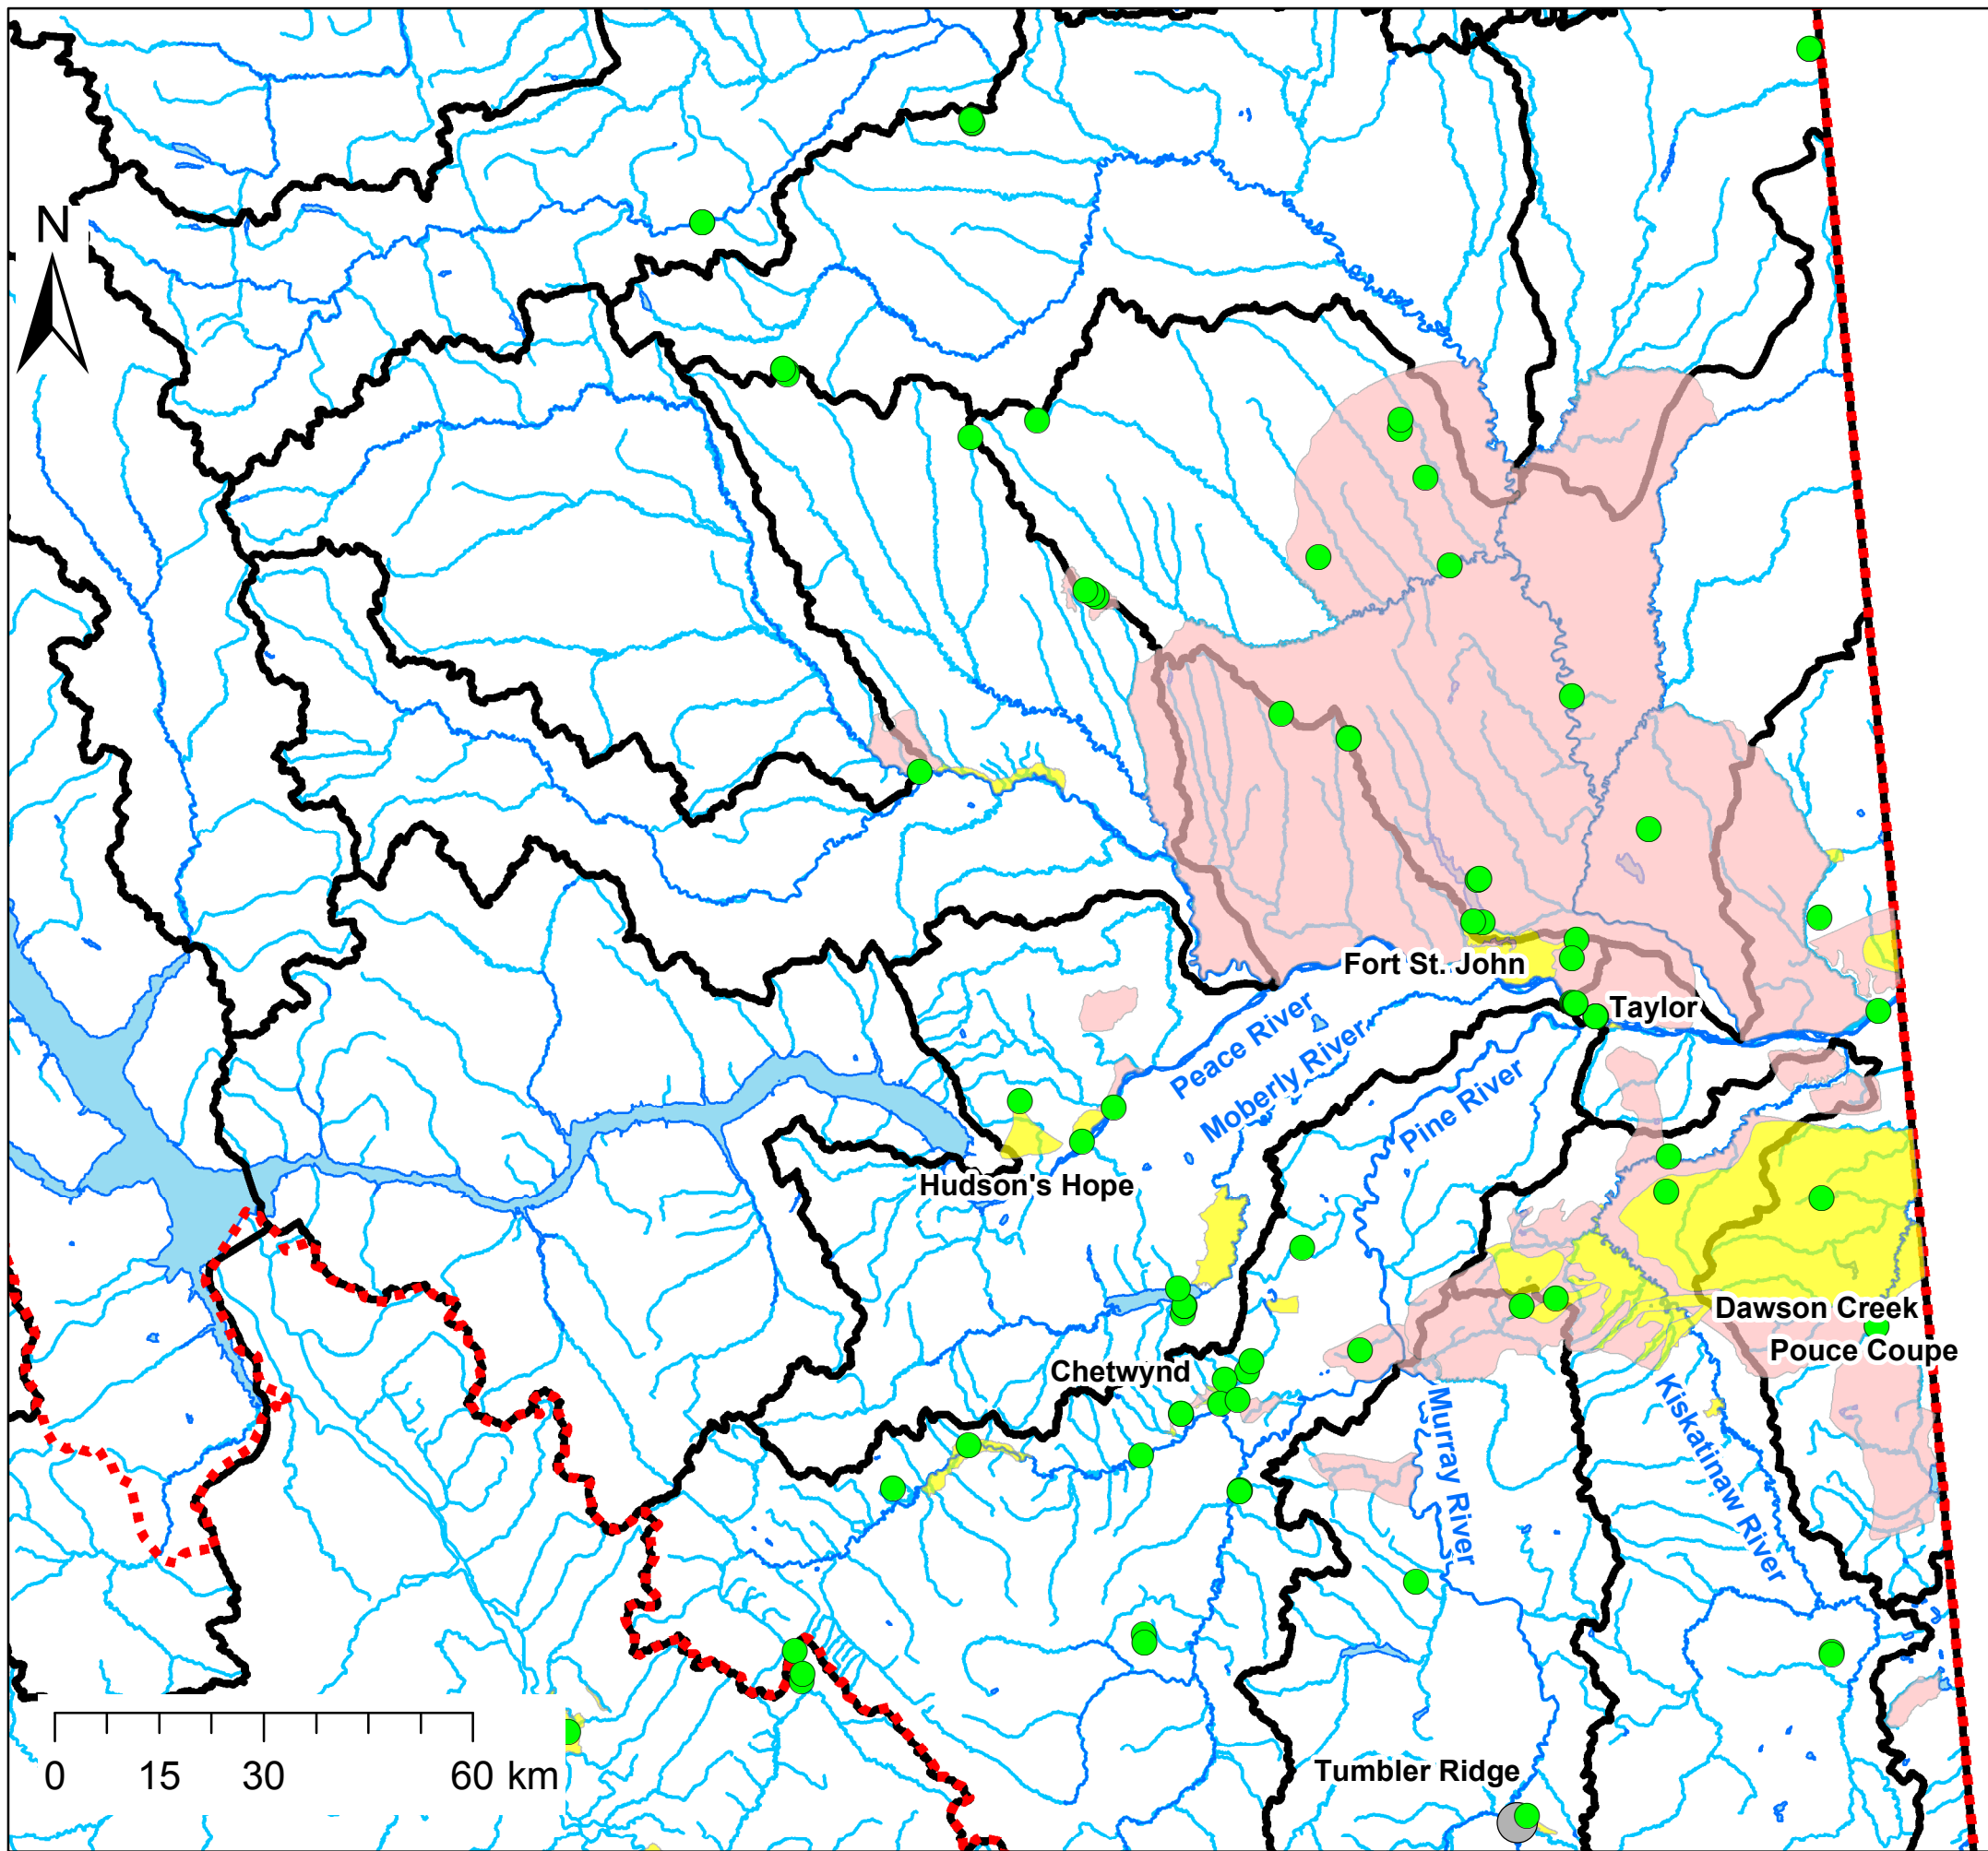 N
Fort St. John
Taylor
Peace River
Moberly River
Pine River
Hudson's Hope
Dawson Creek
Pouce Coupe
Chetwynd
Murray River
Kiskatinaw River
Tumbler Ridge
0 15 30 60 km